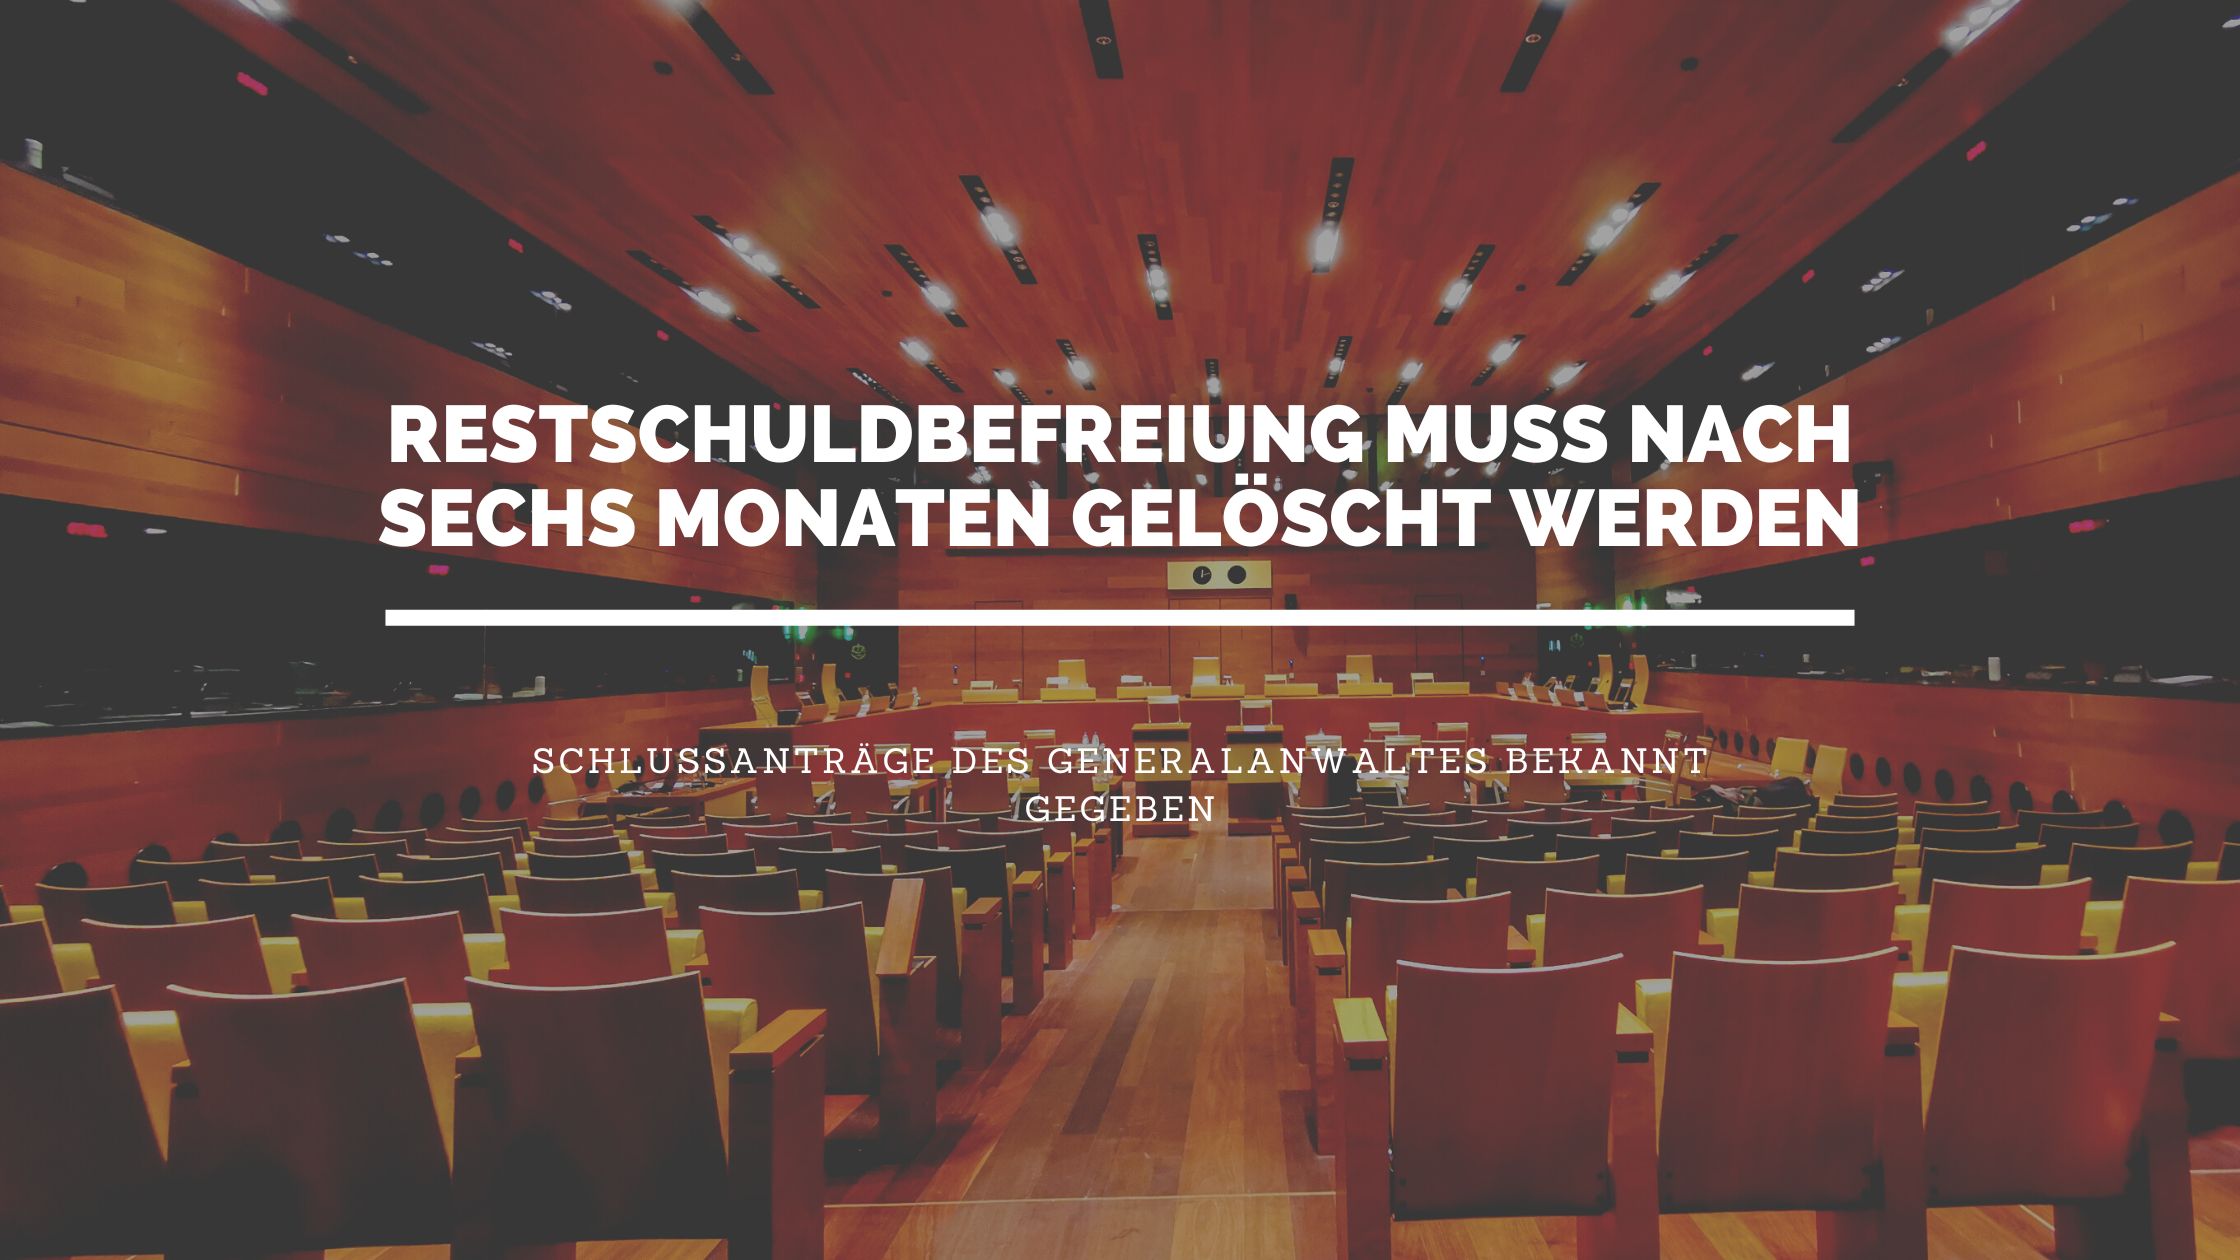 RESTSCHULDBEFREIUNG MUSS NACH
SECHS MONATEN GELÖSCHT WERDEN
SCHLUSSANTRÄGE DES GENERALANWALTES BEKANNT
GEGEBEN